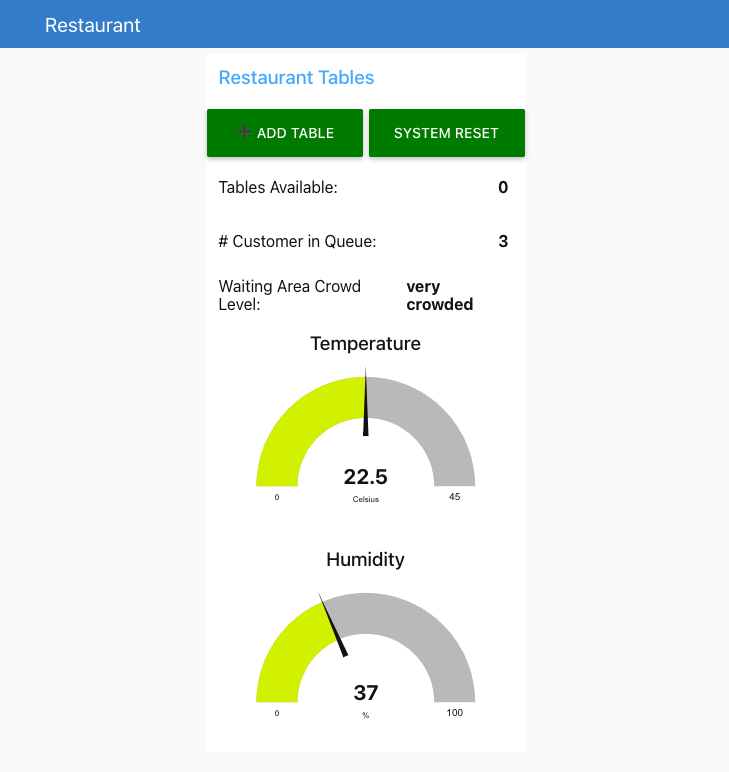 Restaurant
Restaurant Tables
➕ ADD TABLE
SYSTEM RESET
Tables Available:
0
# Customer in Queue:
3
Waiting Area Crowd
Level:
very
crowded
Temperature
22.5
Celsius
0
45
Humidity
37
%
0
100